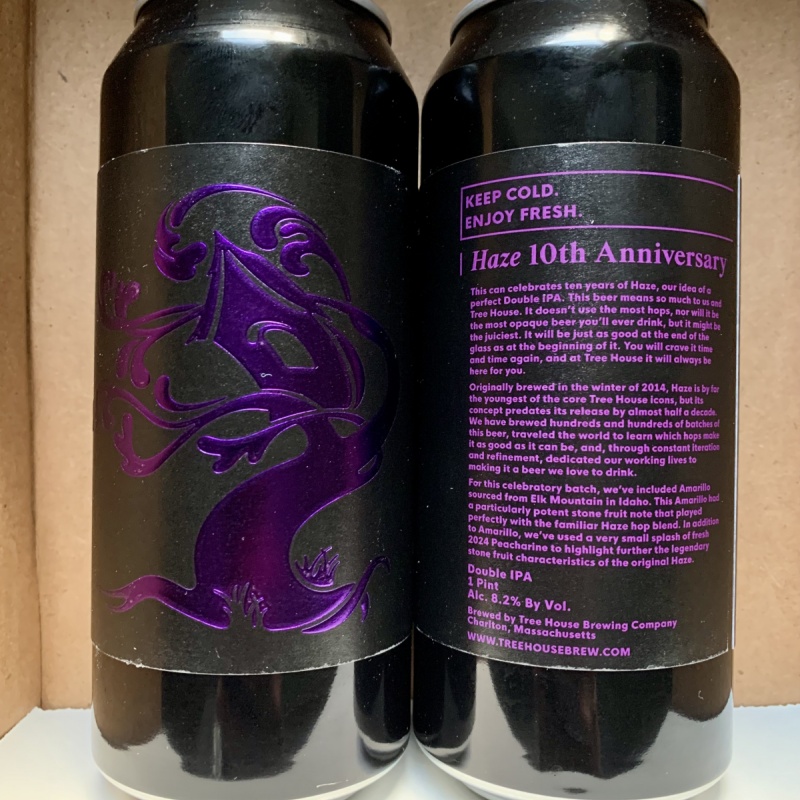 KEEP COLD.
ENJOY FRESH.
Haze 10th Anniversary
This can celebrates ten years of Haze, our idea of a
perfect Double IPA. This beer means so much to us and
Tree House. It doesn't use the most hops, nor will it be
the most opaque beer you'll ever drink, but it might be
the juiciest. It will be just as good at the end of the
glass as at the beginning of it. You will crave it time
and time again, and at Tree House it will always be
here for you.
Originally brewed in the winter of 2014, Haze is by far
the youngest of the core Tree House icons, but its
concept predates its release by almost half a decade.
We have brewed hundreds and hundreds of batches of
this beer, traveled the world to learn which hops make
it as good as it can be, and, through constant iteration
and refinement, dedicated our working lives to
making it a beer we love to drink.
For this celebratory batch, we've included Amarillo
sourced from Elk Mountain in Idaho. This Amarillo had
a particularly potent stone fruit note that played
perfectly with the familiar Haze hop blend. In addition
to Amarillo, we've used a very small splash of fresh
2024 Peacharine to highlight further the legendary
stone fruit characteristics of the original Haze.
Double IPA
1 Pint
Alc. 8.2% By Vol.
Brewed by Tree House Brewing Company
Charlton, Massachusetts
WWW.TREEHOUSEBREW.COM